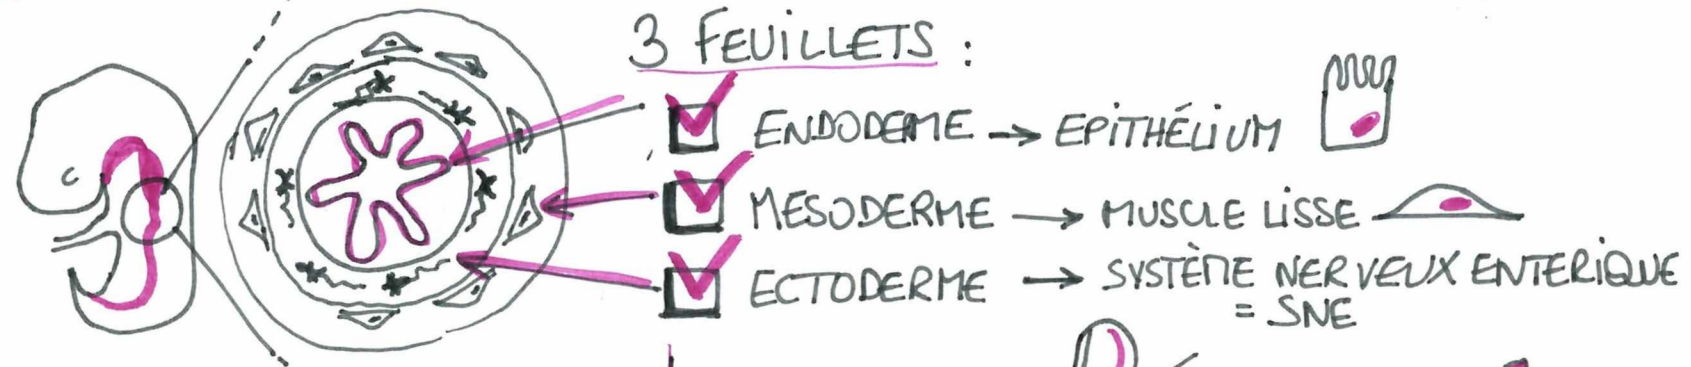 3 FEUILLETS :
ENDODERME → EPITHÉLIUM
MESODERME → MUSCLE LISSE
ECTODERME → SYSTÈME NERVEUX ENTERIQUE
= SNE